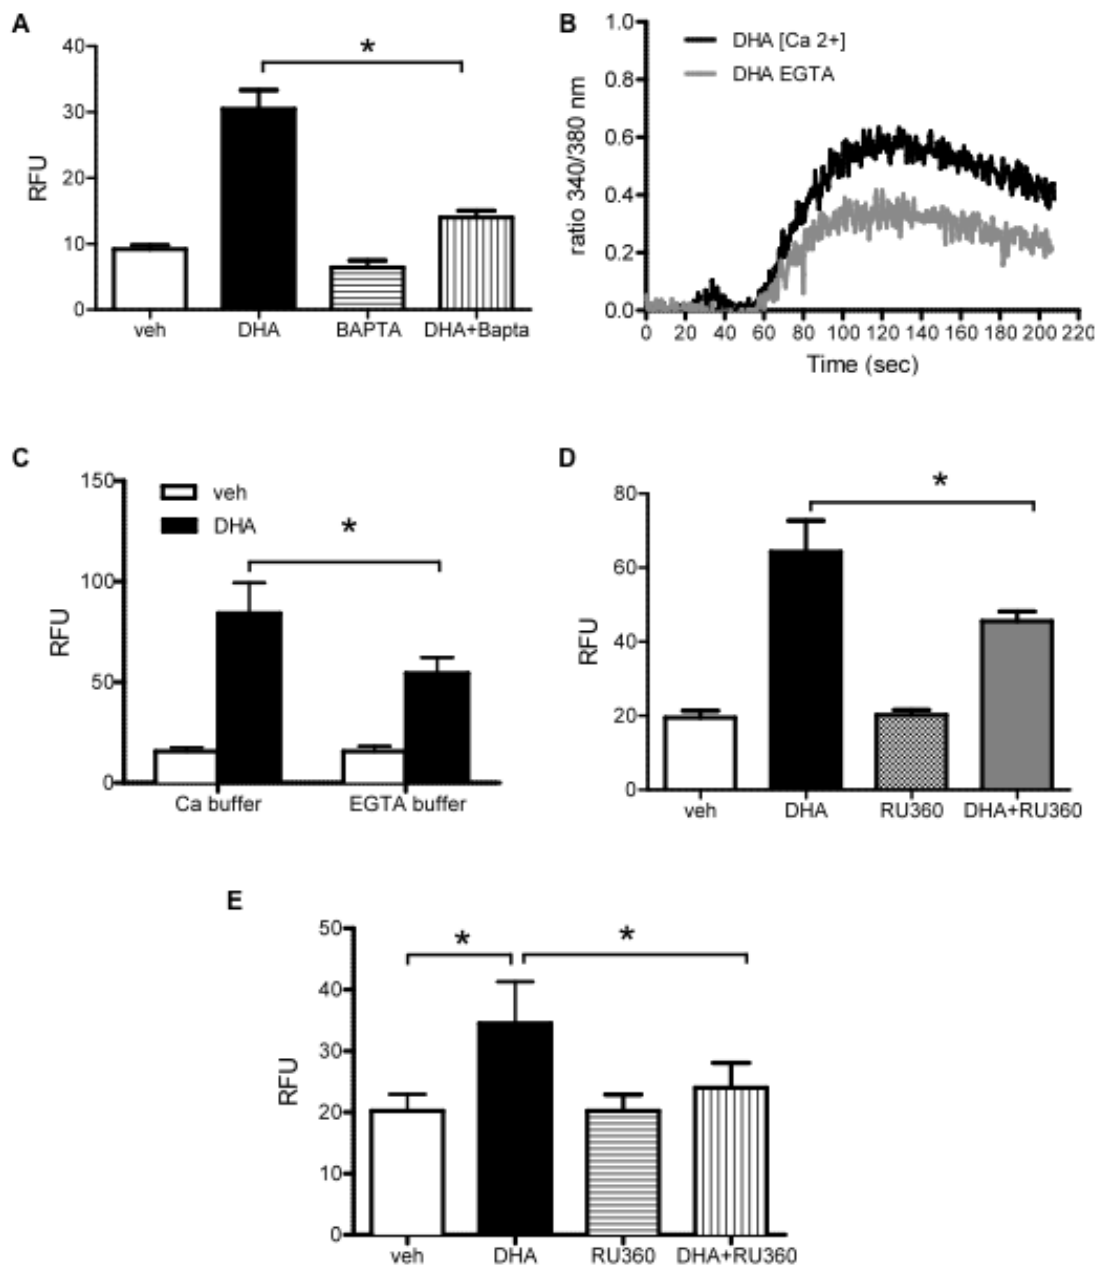 A
40
30
20
10
0
RFU
*
veh
DHA
BAPTA
DHA+Bapta
B
1.0
0.8
0.6
0.4
0.2
0.0
ratio 340/380 nm
DHA [Ca 2+]
DHA EGTA
0 20 40 60 80 100 120 140 160 180 200 220
Time (sec)
C
150
100
50
0
RFU
veh
DHA
*
Ca buffer
EGTA buffer
D
80
60
40
20
0
RFU
*
veh
DHA
RU360
DHA+RU360
E
50
40
30
20
10
0
RFU
*
*
veh
DHA
RU360
DHA+RU360